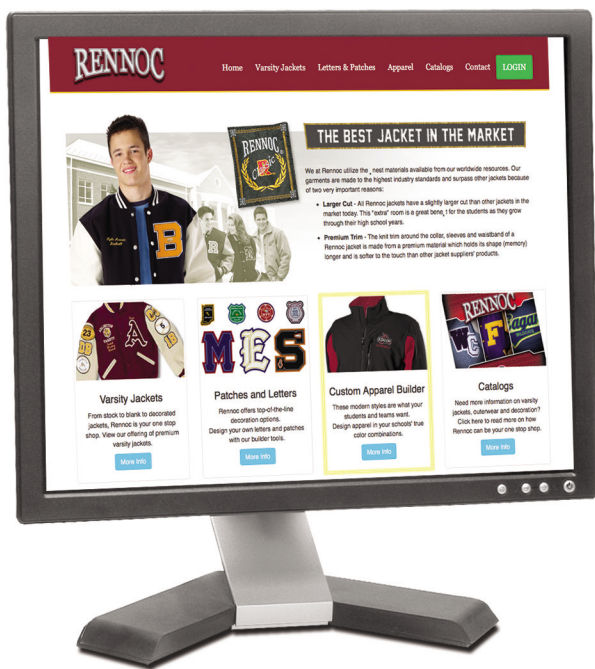 RENNOC
Home Varsity Jackets Letters & Patches Apparel Catalogs Contact LOGIN
RENNOC
Classic
R
THE BEST JACKET IN THE MARKET
We at Rennoc utilize the nest materials available from our worldwide resources. Our
garments are made to the highest industry standards and surpass other jackets because
of two very important reasons:
• Larger Cut - All Rennoc jackets have a slightly larger cut than other jackets in the
market today. This "extra" room is a great bene t for the students as they grow
through their high school years.
• Premium Trim - The knit trim around the collar, sleeves and waistband of a
Rennoc jacket is made from a premium material which holds its shape (memory)
longer and is softer to the touch than other jacket suppliers' products.
B
23
A
5
M E S
RENNOC
RENNOC
W C F
Varsity Jackets
From stock to blank to decorated
jackets, Rennoc is your one stop
shop. View our offering of premium
varsity jackets.
More Info
Patches and Letters
Rennoc offers top-of-the-line
decoration options.
Design your own letters and patches
with our builder tools.
More Info
Custom Apparel Builder
These modern styles are what your
students and teams want.
Design apparel in your schools' true
color combinations.
More Info
Catalogs
Need more information on varsity
jackets, outerwear and decoration?
Click here to read more on how
Rennoc can be your one stop shop.
More Info